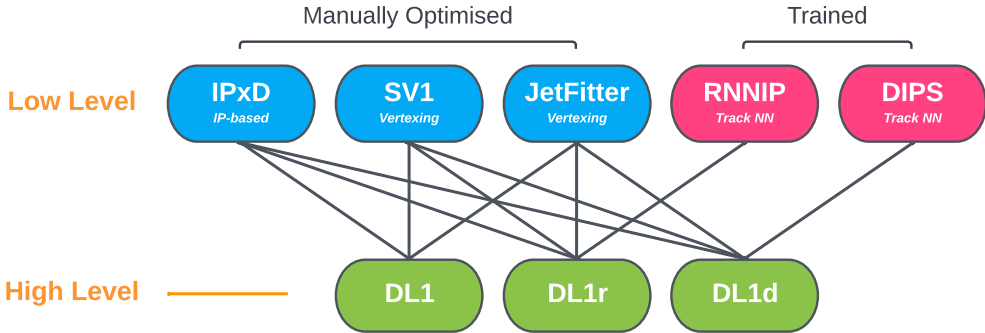 Manually Optimised
Trained
Low Level
IPxD
IP-based
SV1
Vertexing
JetFitter
Vertexing
RNNIP
Track NN
DIPS
Track NN
High Level
DL1
DL1r
DL1d